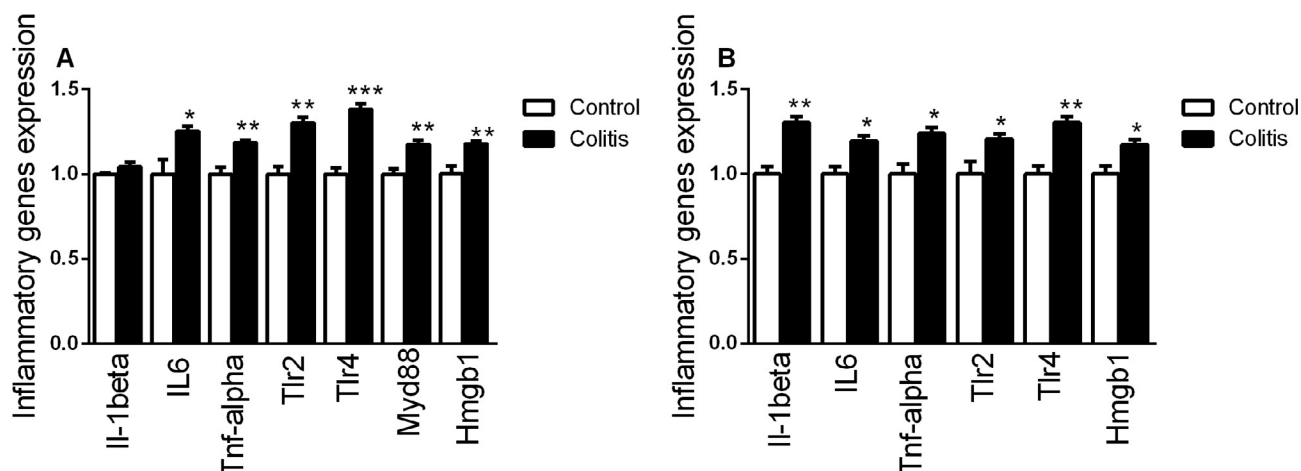 A
Inflammatory genes expression
1.5
1.0
0.5
0.0
* ** ** *** ** **
Il-1beta
IL6
Tnf-alpha
Tlr2
Tlr4
Myd88
Hmgb1
Control
Colitis
B
Inflammatory genes expression
1.5
1.0
0.5
0.0
** * * * ** *
Il-1beta
IL6
Tnf-alpha
Tlr2
Tlr4
Hmgb1
Control
Colitis